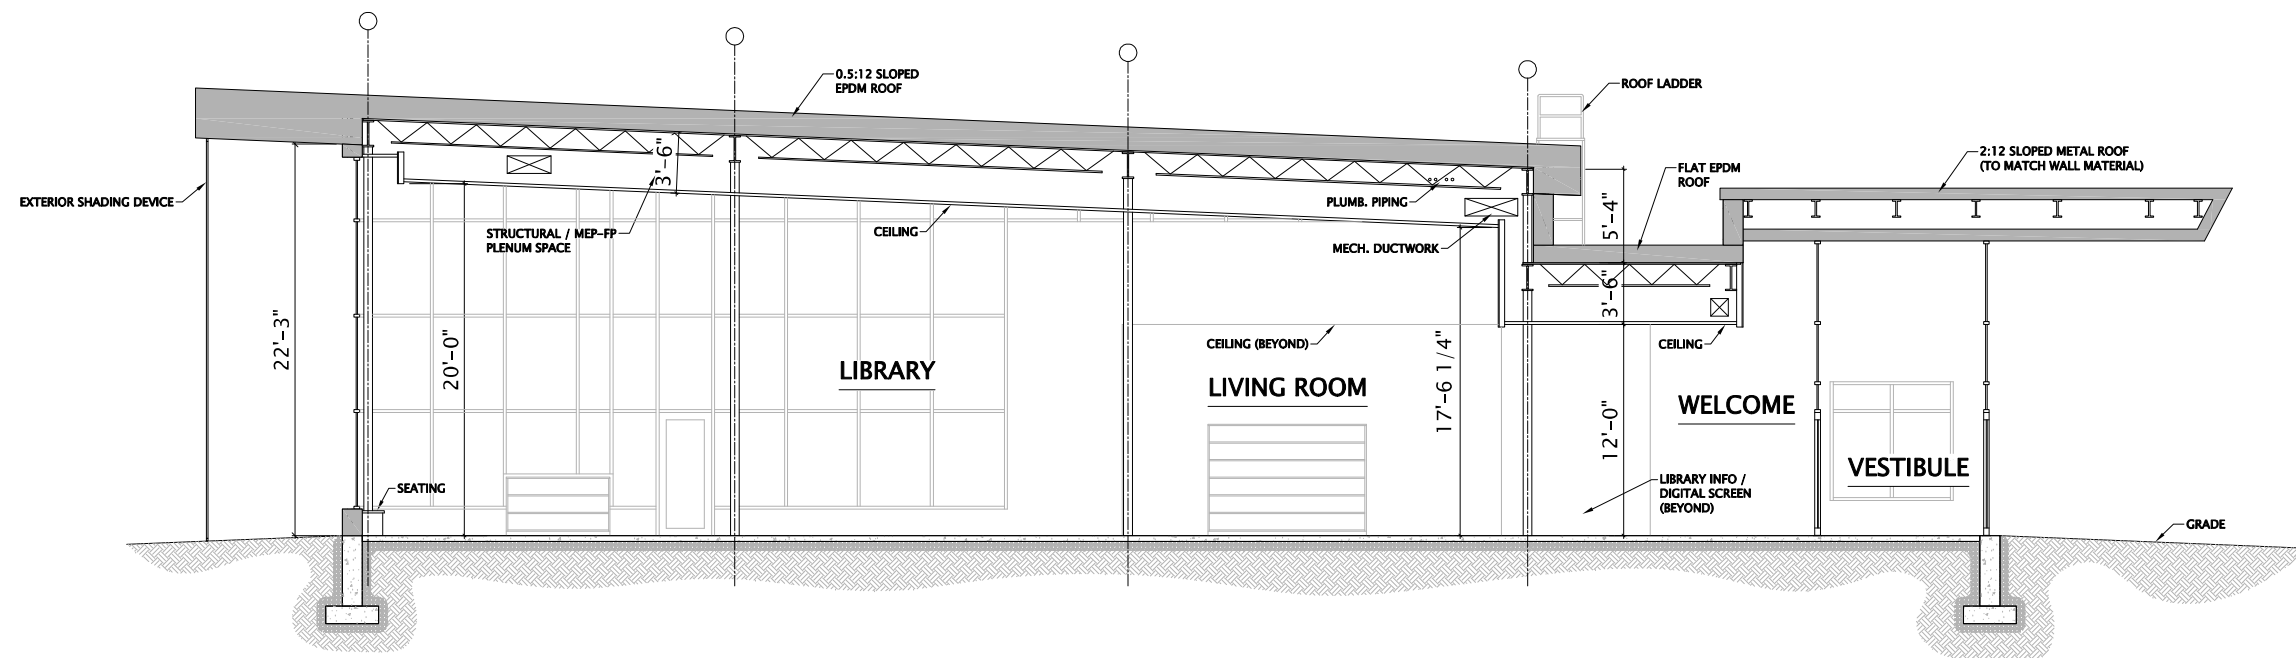 0.5:12 SLOPED
EPDM ROOF
ROOF LADDER
2:12 SLOPED METAL ROOF
(TO MATCH WALL MATERIAL)
FLAT EPDM
ROOF
EXTERIOR SHADING DEVICE
3'-6"
STRUCTURAL / MEP-FP
PLENUM SPACE
CEILING
PLUMB. PIPING
MECH. DUCTWORK
5'-4"
3'-6"
22'-3"
20'-0"
LIBRARY
CEILING (BEYOND)
LIVING ROOM
17'-6 1/4"
CEILING
WELCOME
12'-0"
VESTIBULE
SEATING
LIBRARY INFO /
DIGITAL SCREEN
(BEYOND)
GRADE